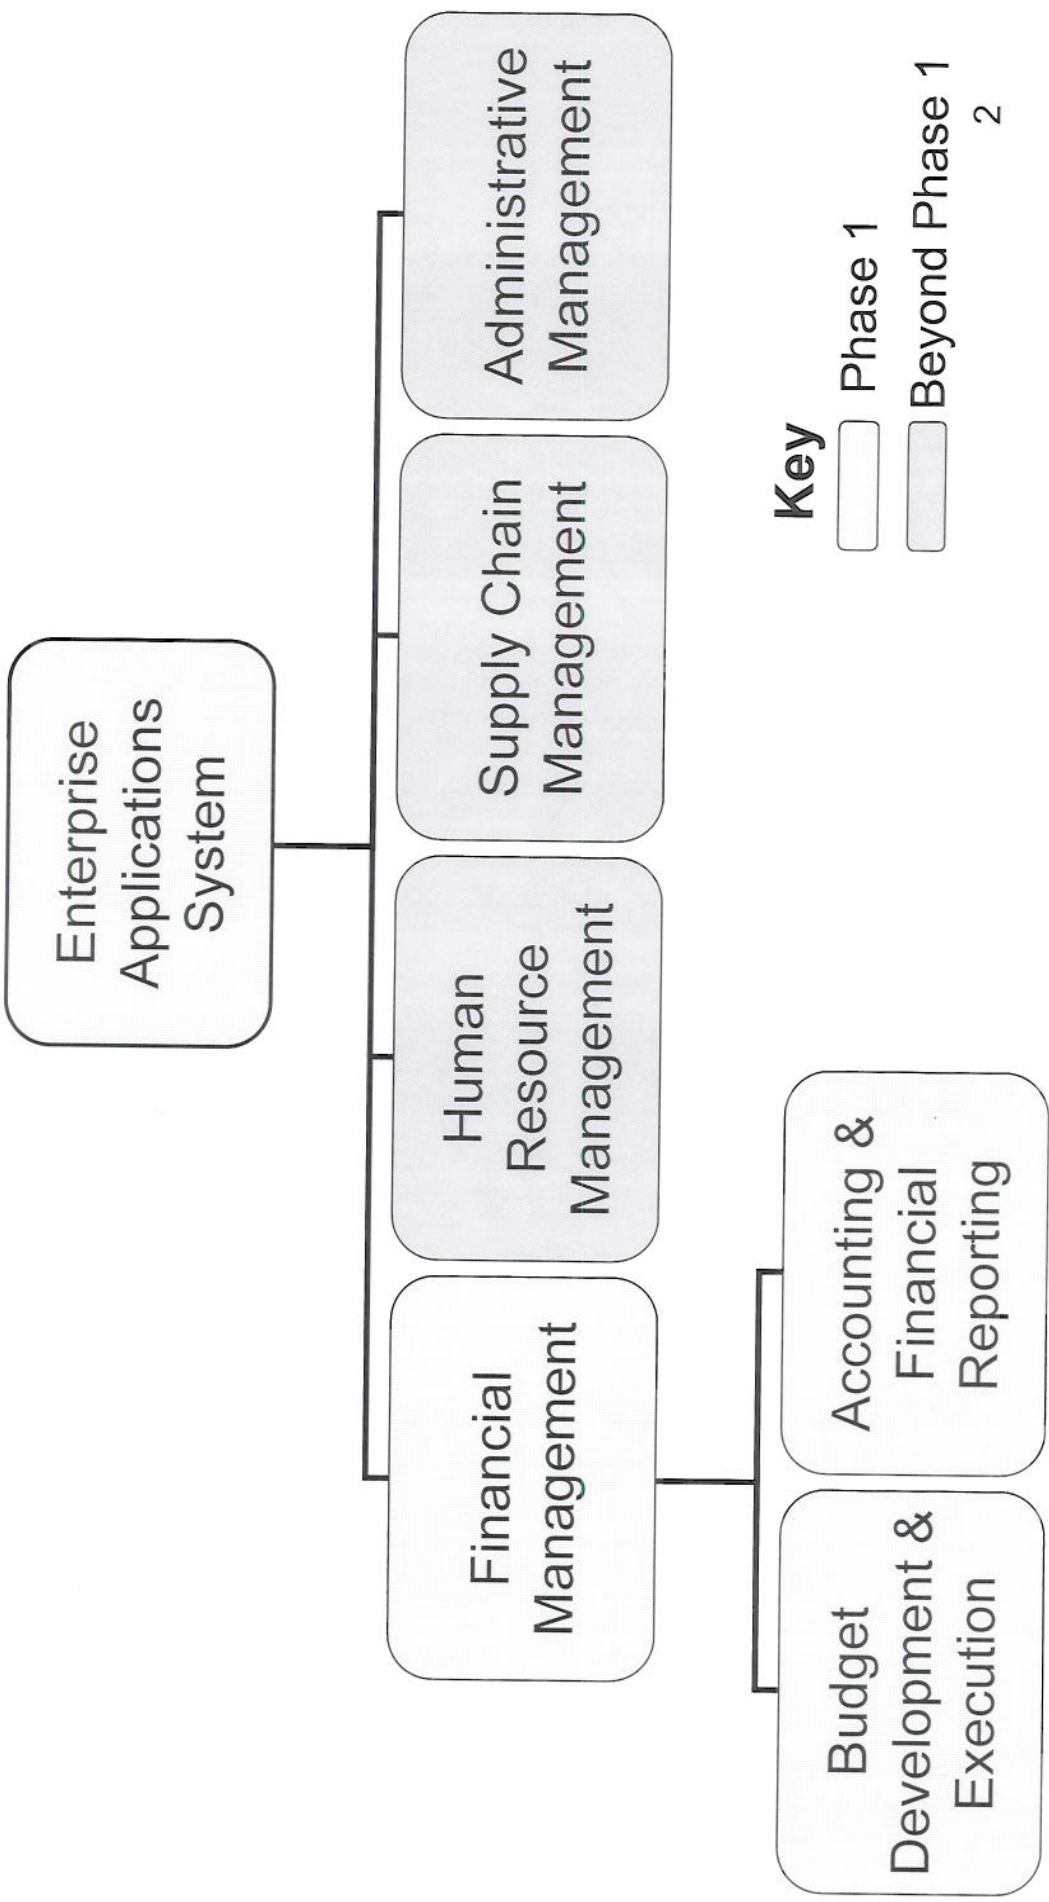 Enterprise
Applications
System
Financial
Management
Human
Resource
Management
Supply Chain
Management
Administrative
Management
Budget
Development &
Execution
Accounting &
Financial
Reporting
Key
Phase 1
Beyond Phase 1
2